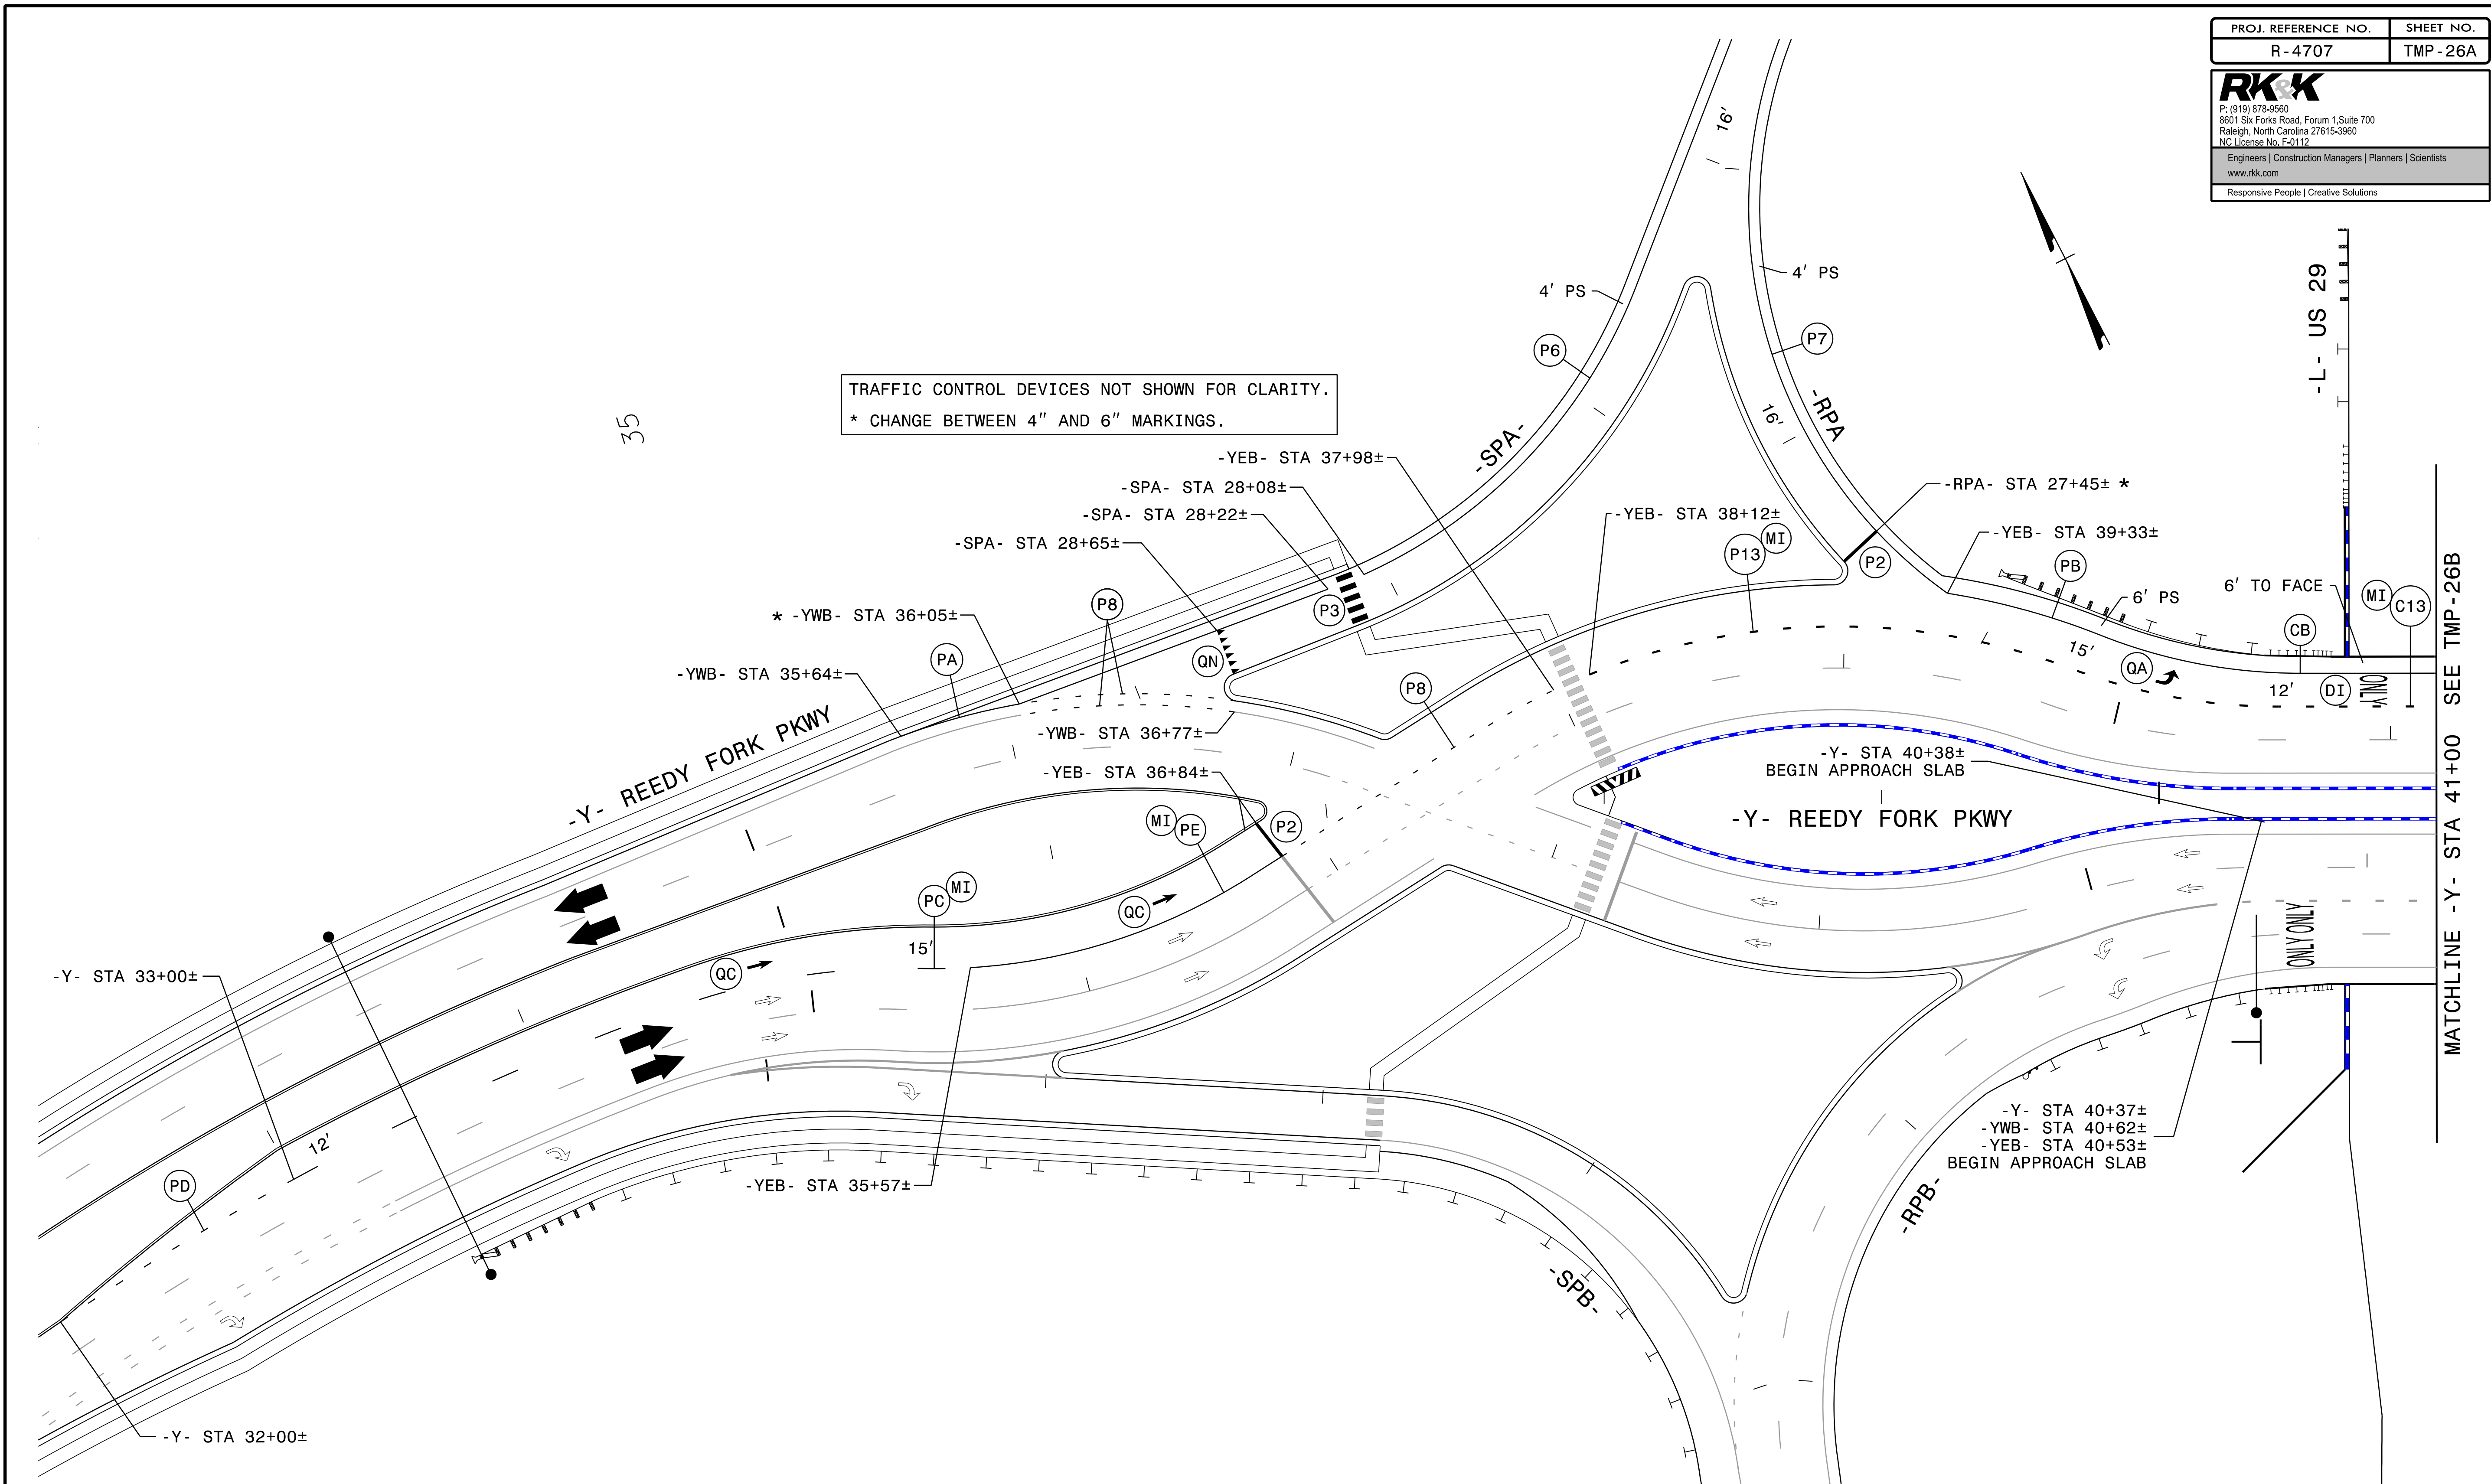 PROJ. REFERENCE NO.
SHEET NO.
R-4707
TMP-26A
RK&K
P: (919) 878-9560
8601 Six Forks Road, Forum 1,Suite 700
Raleigh, North Carolina 27615-3960
NC License No. F-0112
Engineers | Construction Managers | Planners | Scientists
www.rkk.com
Responsive People | Creative Solutions
16'
-L- US 29
4' PS
4' PS
P6
P7
TRAFFIC CONTROL DEVICES NOT SHOWN FOR CLARITY.
* CHANGE BETWEEN 4" AND 6" MARKINGS.
35
16'
-RPA
-SPA-
-YEB- STA 37+98±
-SPA- STA 28+08±
-SPA- STA 28+22±
-SPA- STA 28+65±
-RPA- STA 27+45± *
-YEB- STA 38+12±
-YEB- STA 39+33±
P13
MI
P2
PB
6' PS
6' TO FACE
MI
C13
CB
15'
QA
12'
DI
ONLY
P3
P8
* -YWB- STA 36+05±
PA
QN
-YWB- STA 35+64±
P8
-YWB- STA 36+77±
-Y- REEDY FORK PKWY
-YEB- STA 36+84±
-Y- STA 40+38±
BEGIN APPROACH SLAB
-Y- REEDY FORK PKWY
MI
PE
P2
PC
MI
QC
15'
QC
-Y- STA 33+00±
ONLY ONLY
MATCHLINE -Y- STA 41+00 SEE TMP-26B
12'
PD
-YEB- STA 35+57±
-Y- STA 40+37±
-YWB- STA 40+62±
-YEB- STA 40+53±
BEGIN APPROACH SLAB
-RPB-
-SPB-
-Y- STA 32+00±